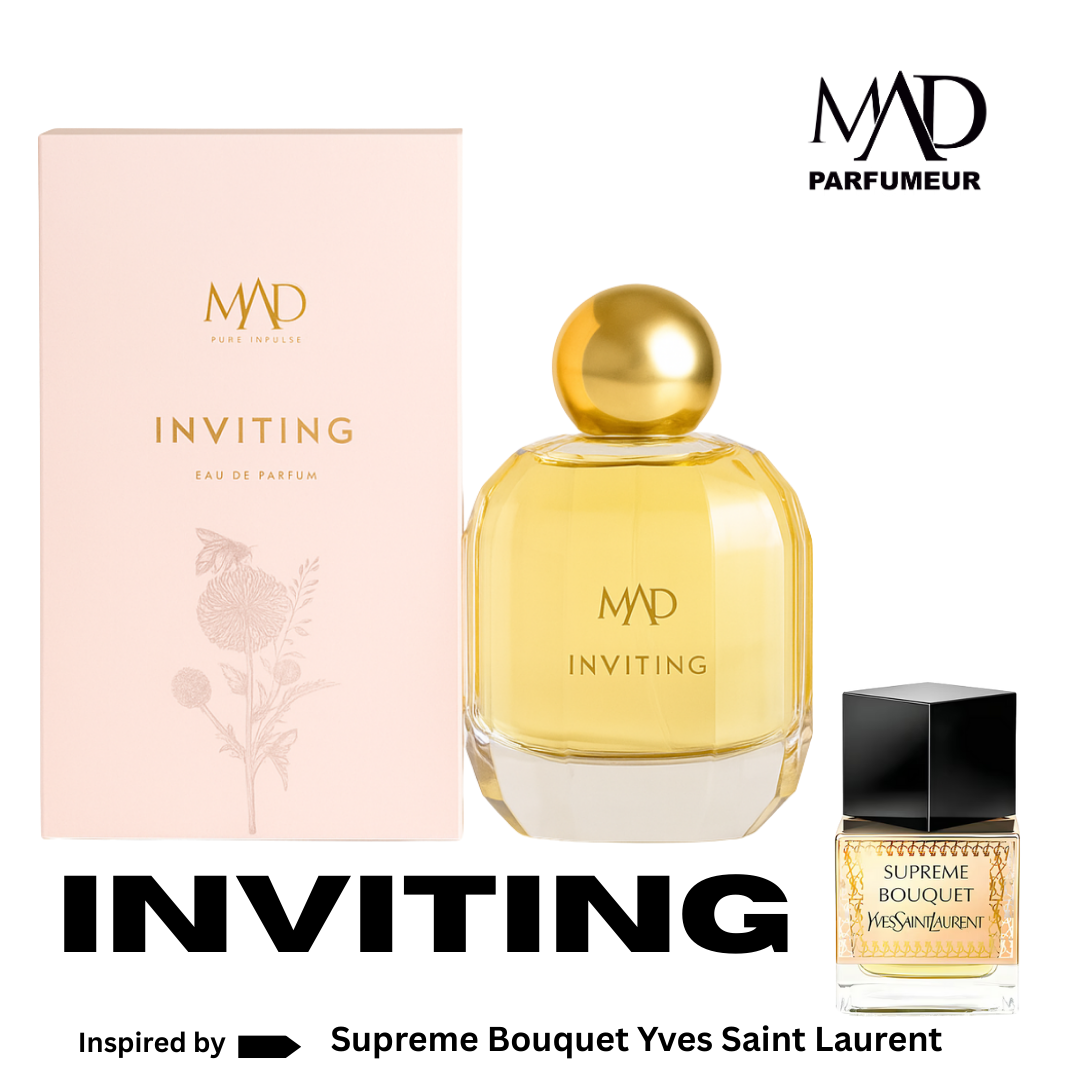 MAD
PARFUMEUR
MAD
PURE INPULSE
INVITING
EAU DE PARFUM
MAD
INVITING
SUPREME
BOUQUET
YVESSAINTLAURENT
INVITING
Inspired by Supreme Bouquet Yves Saint Laurent